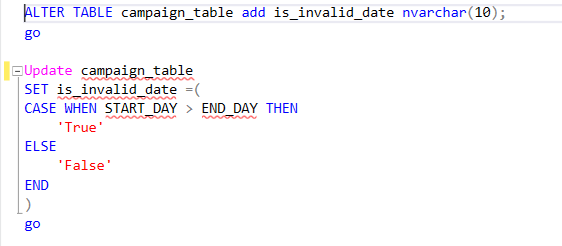 ALTER TABLE campaign_table add is_invalid_date nvarchar(10);
go
Update campaign_table
SET is_invalid_date =(
CASE WHEN START_DAY > END_DAY THEN
'True'
ELSE
'False'
END
)
go